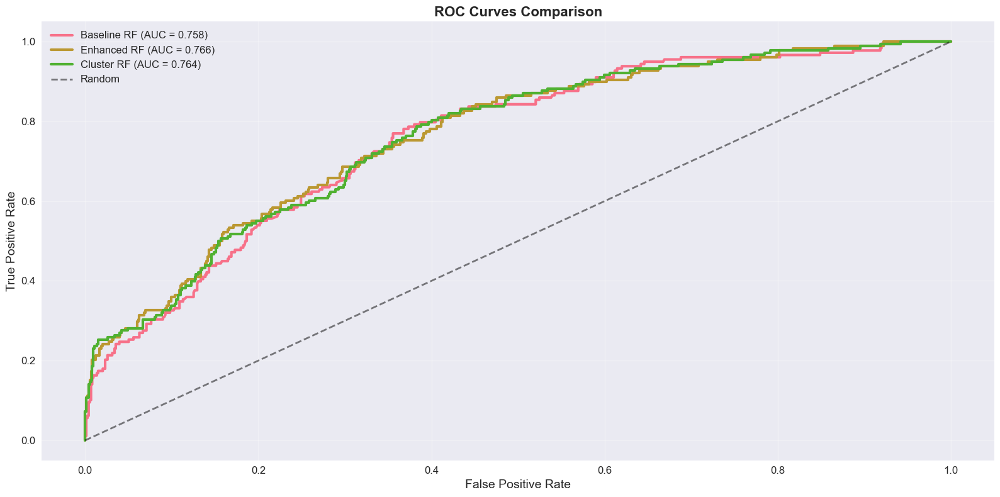 ROC Curves Comparison
Baseline RF (AUC = 0.758)
Enhanced RF (AUC = 0.766)
Cluster RF (AUC = 0.764)
Random
True Positive Rate
1.0
0.8
0.6
0.4
0.2
0.0
0.0 0.2 0.4 0.6 0.8 1.0
False Positive Rate